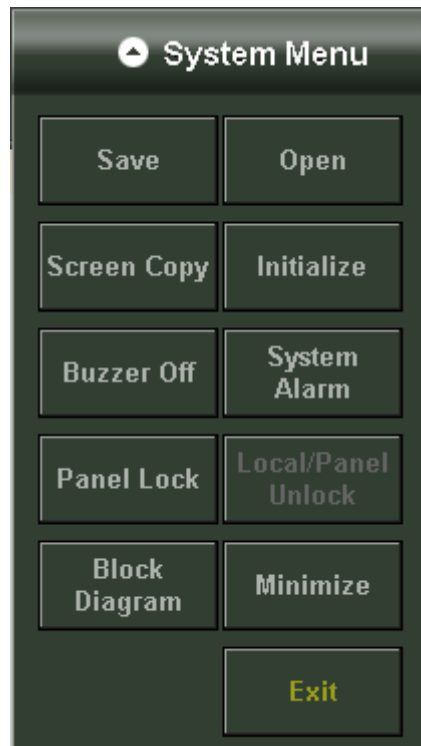 System Menu
Save
Open
Screen Copy
Initialize
Buzzer Off
System
Alarm
Panel Lock
Local/Panel
Unlock
Block
Diagram
Minimize
Exit